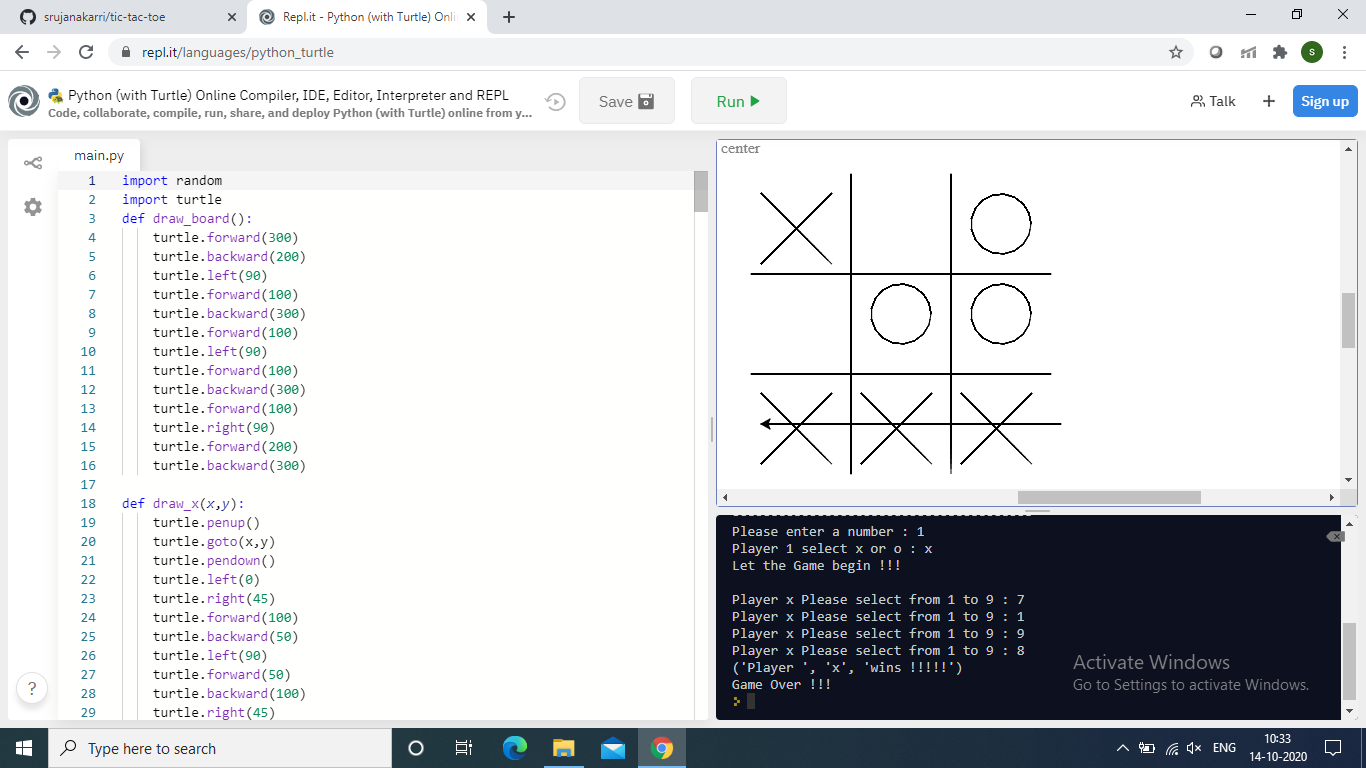 srujanakarri/tic-tac-toe
Repl.it - Python (with Turtle) Onli
repl.it/languages/python_turtle
S
Python (with Turtle) Online Compiler, IDE, Editor, Interpreter and REPL
Code, collaborate, compile, run, share, and deploy Python (with Turtle) online from y...
Save
Run
Talk
Sign up
main.py
1 import random
2 import turtle
3 def draw_board():
4 turtle.forward(300)
5 turtle.backward(200)
6 turtle.left(90)
7 turtle.forward(100)
8 turtle.backward(300)
9 turtle.forward(100)
10 turtle.left(90)
11 turtle.forward(100)
12 turtle.backward(300)
13 turtle.forward(100)
14 turtle.right(90)
15 turtle.forward(200)
16 turtle.backward(300)
17
18 def draw_x(x,y):
19 turtle.penup()
20 turtle.goto(x,y)
21 turtle.pendown()
22 turtle.left(0)
23 turtle.right(45)
24 turtle.forward(100)
25 turtle.backward(50)
26 turtle.left(90)
27 turtle.forward(50)
28 turtle.backward(100)
29 turtle.right(45)
?
center
Please enter a number : 1
Player 1 select x or o : x
Let the Game begin !!!
Player x Please select from 1 to 9 : 7
Player x Please select from 1 to 9 : 1
Player x Please select from 1 to 9 : 9
Player x Please select from 1 to 9 : 8
('Player ', 'x', 'wins !!!!!')
Game Over !!!
Activate Windows
Go to Settings to activate Windows.
Type here to search
ENG
10:33
14-10-2020